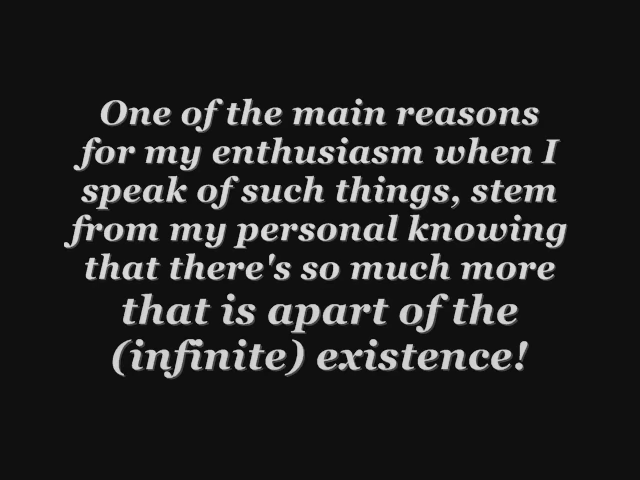 One of the main reasons
for my enthusiasm when I
speak of such things, stem
from my personal knowing
that there's so much more
that is apart of the
(infinite) existence!